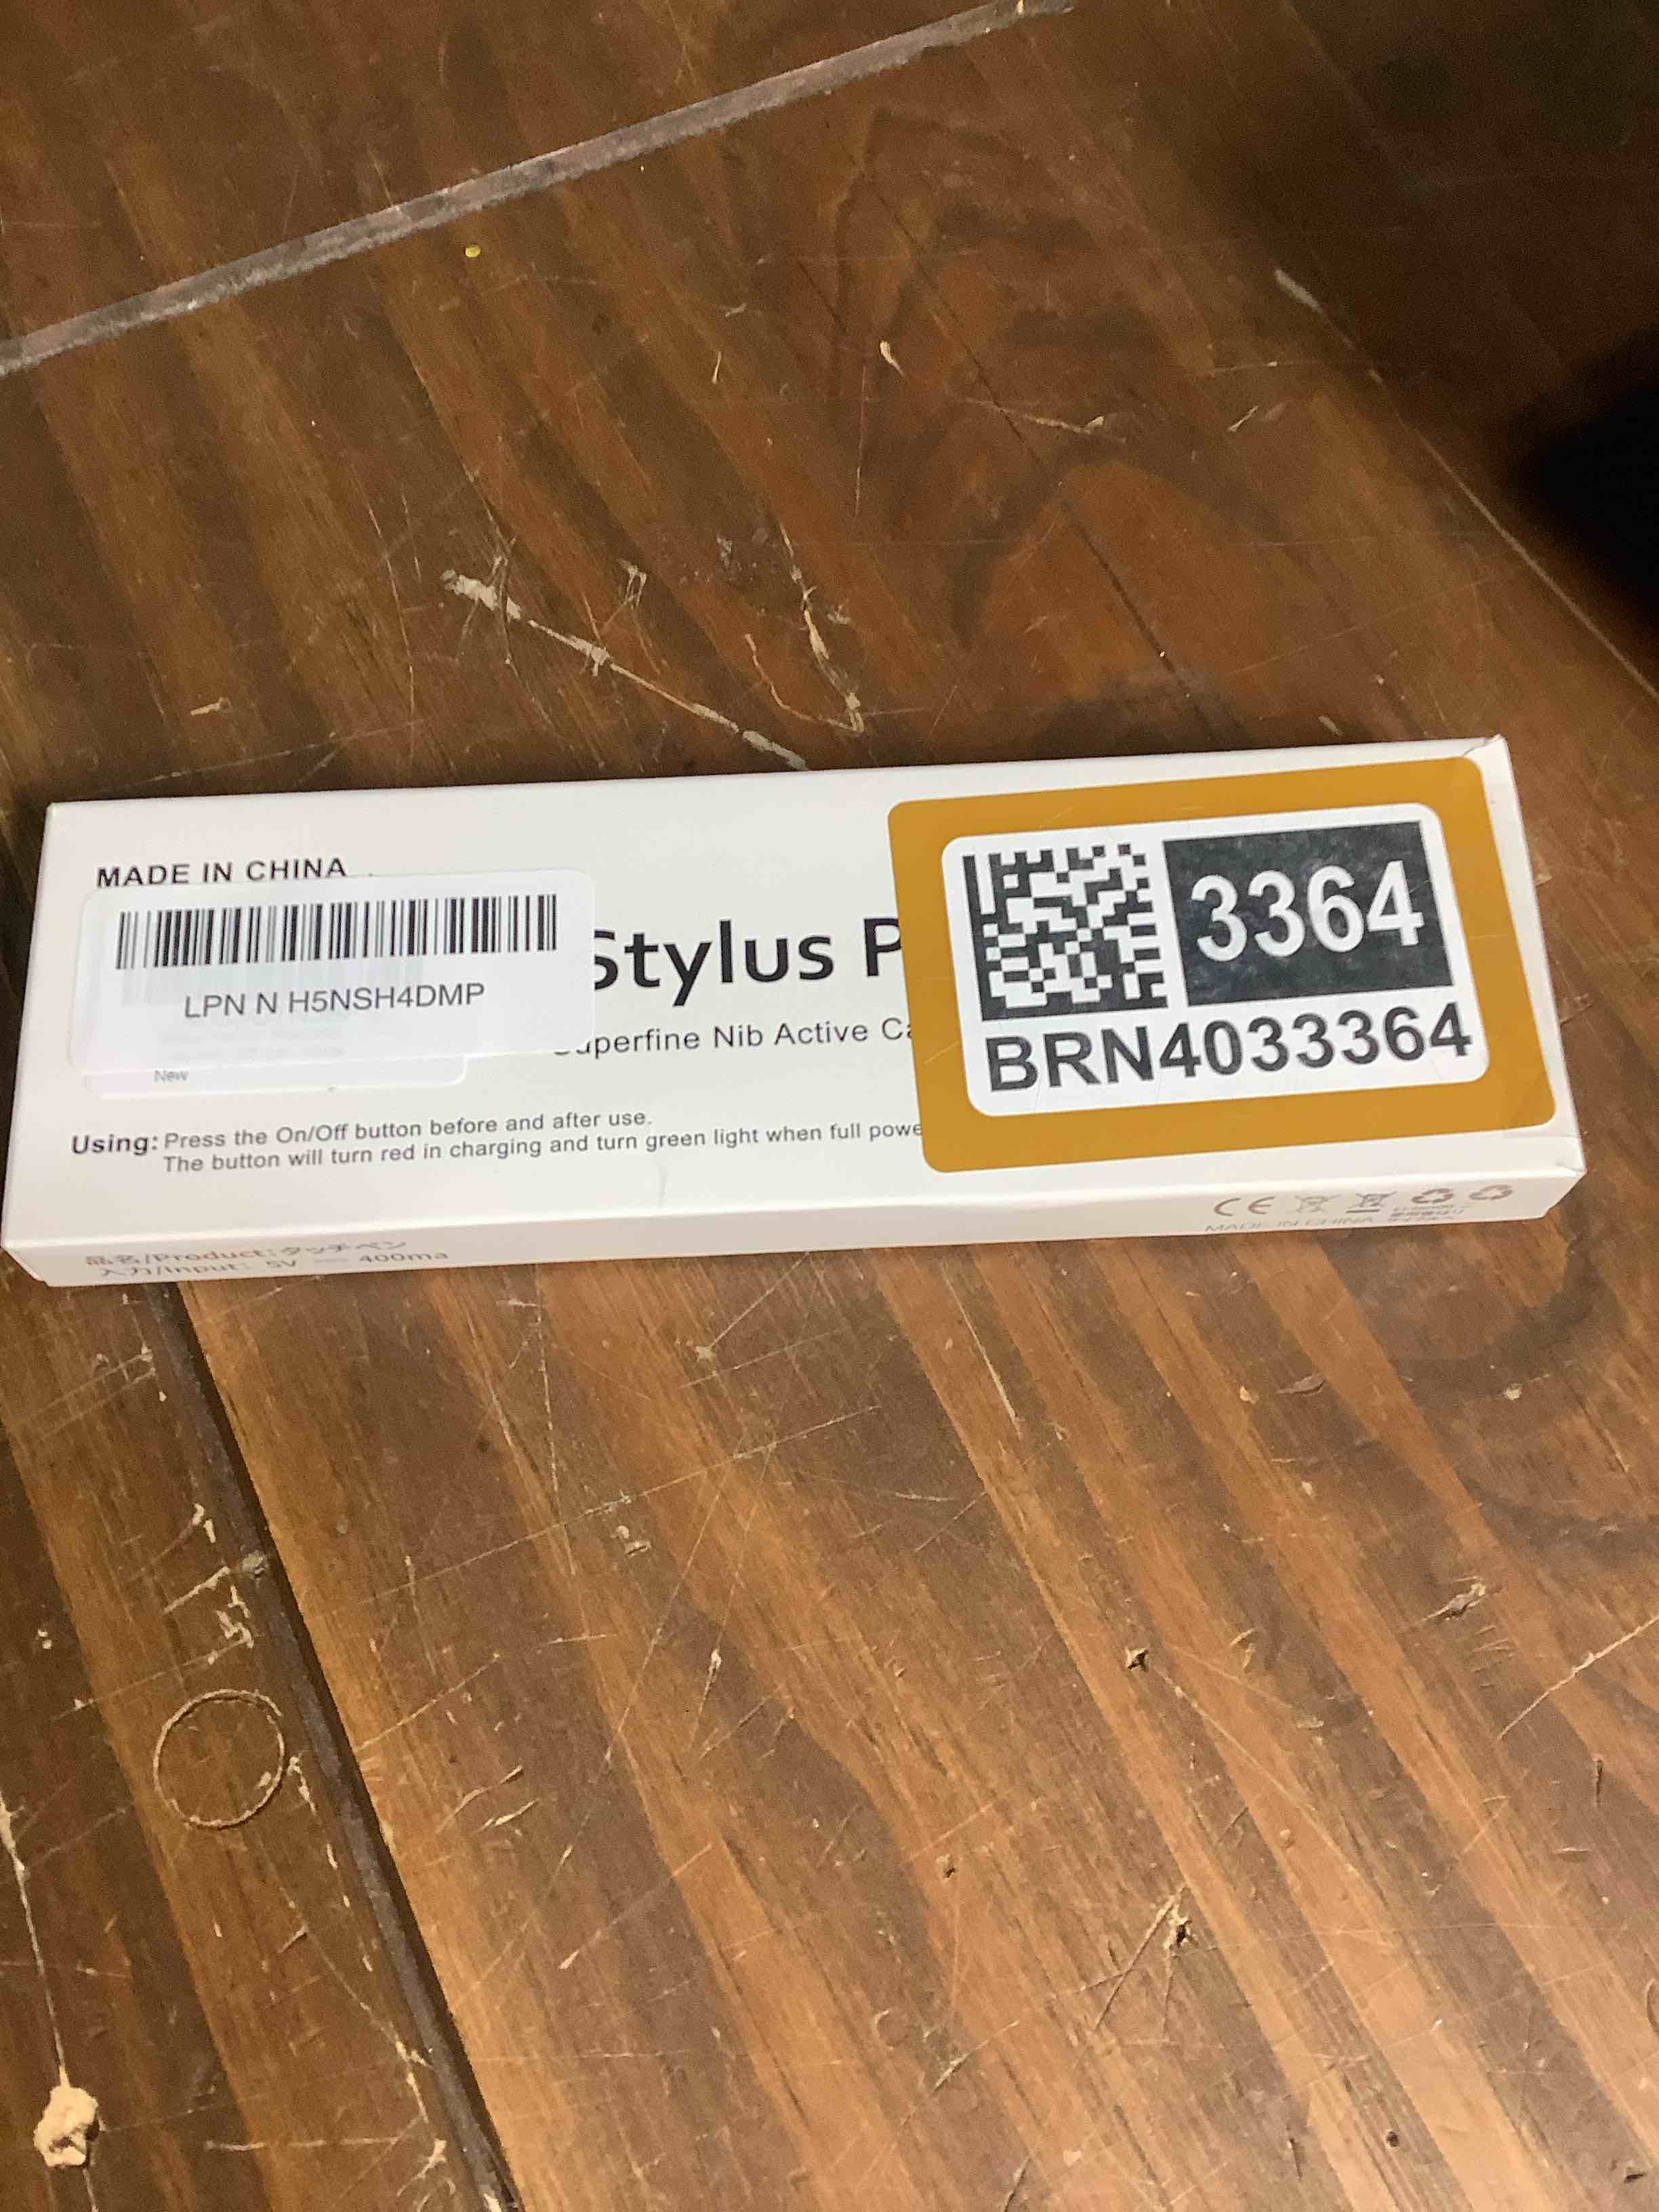 MADE IN CHINA
LPN N H5NSH4DMP
New
Stylus P
Superfine Nib Active Ca
3364
BRN4033364
Using: Press the On/Off button before and after use.
The button will turn red in charging and turn green light when full powe
品名/Product: タッチペン
入力/Input: 5V ⎓ 400ma
CE
MADE IN CHINA